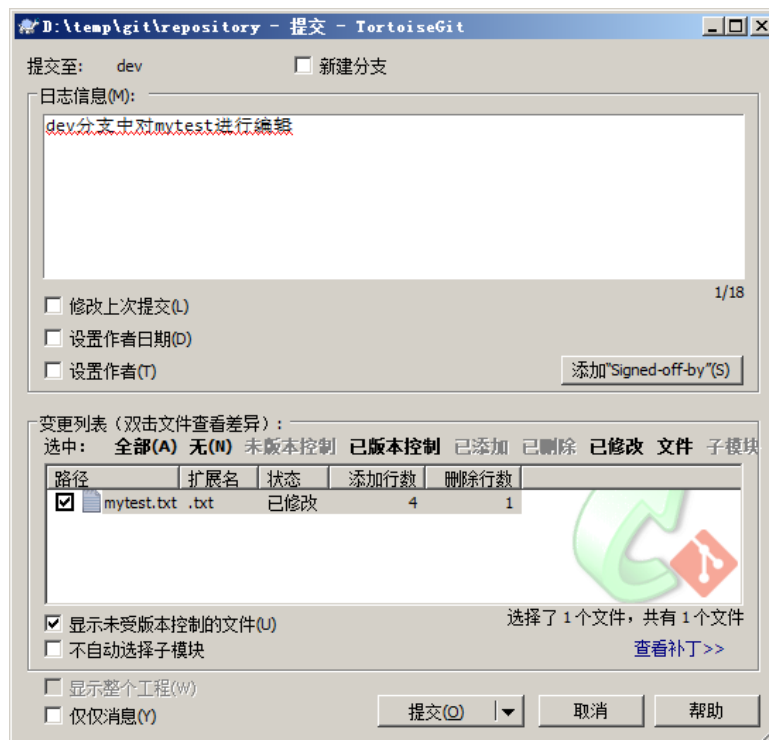 D:\temp\git\repository - 提交 - TortoiseGit
提交至: dev 新建分支
日志信息(M):
dev分支中对mytest进行编辑
1/18
修改上次提交(L)
设置作者日期(D)
设置作者(T) 添加"Signed-off-by"(S)
变更列表（双击文件查看差异）:
选中: 全部(A) 无(N) 未版本控制 已版本控制 已添加 已删除 已修改 文件 子模块
路径 扩展名 状态 添加行数 删除行数
mytest.txt .txt 已修改 4 1
显示未受版本控制的文件(U) 选择了1个文件，共有1个文件
不自动选择子模块 查看补丁>>
显示整个工程(W)
仅仅消息(Y) 提交(O) 取消 帮助